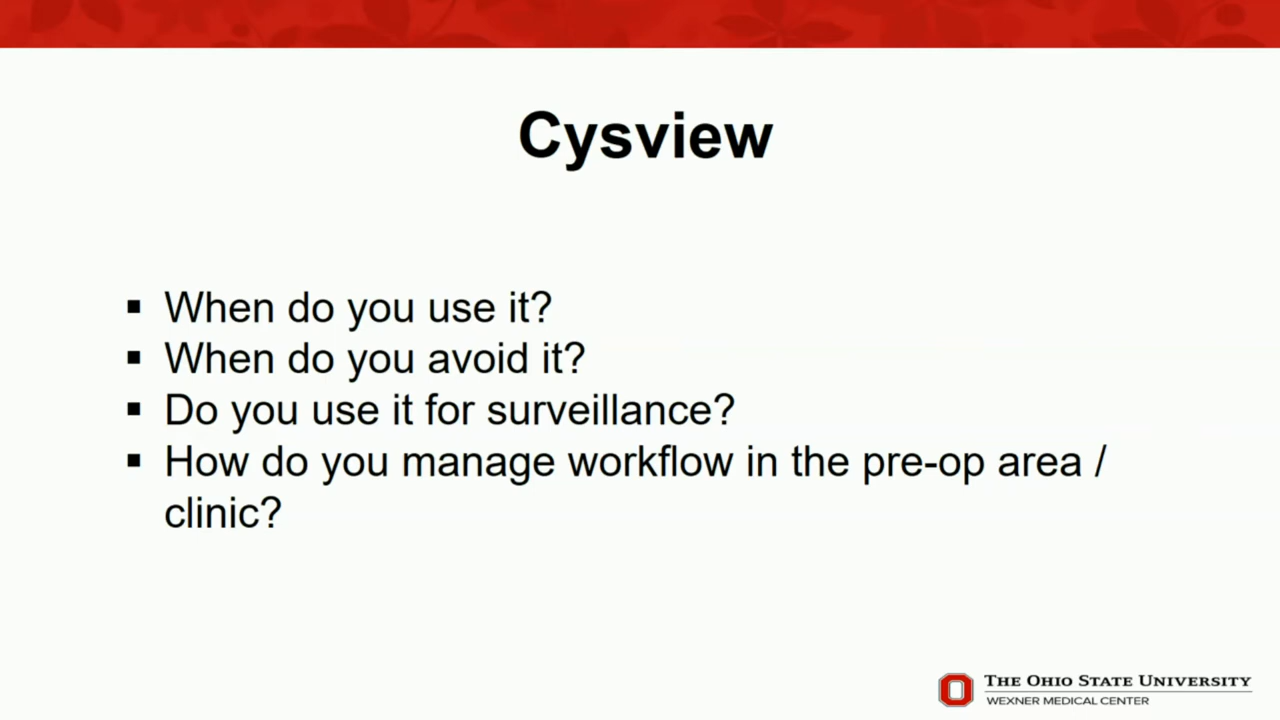 Cysview
▪ When do you use it?
▪ When do you avoid it?
▪ Do you use it for surveillance?
▪ How do you manage workflow in the pre-op area /
clinic?
THE OHIO STATE UNIVERSITY
WEXNER MEDICAL CENTER